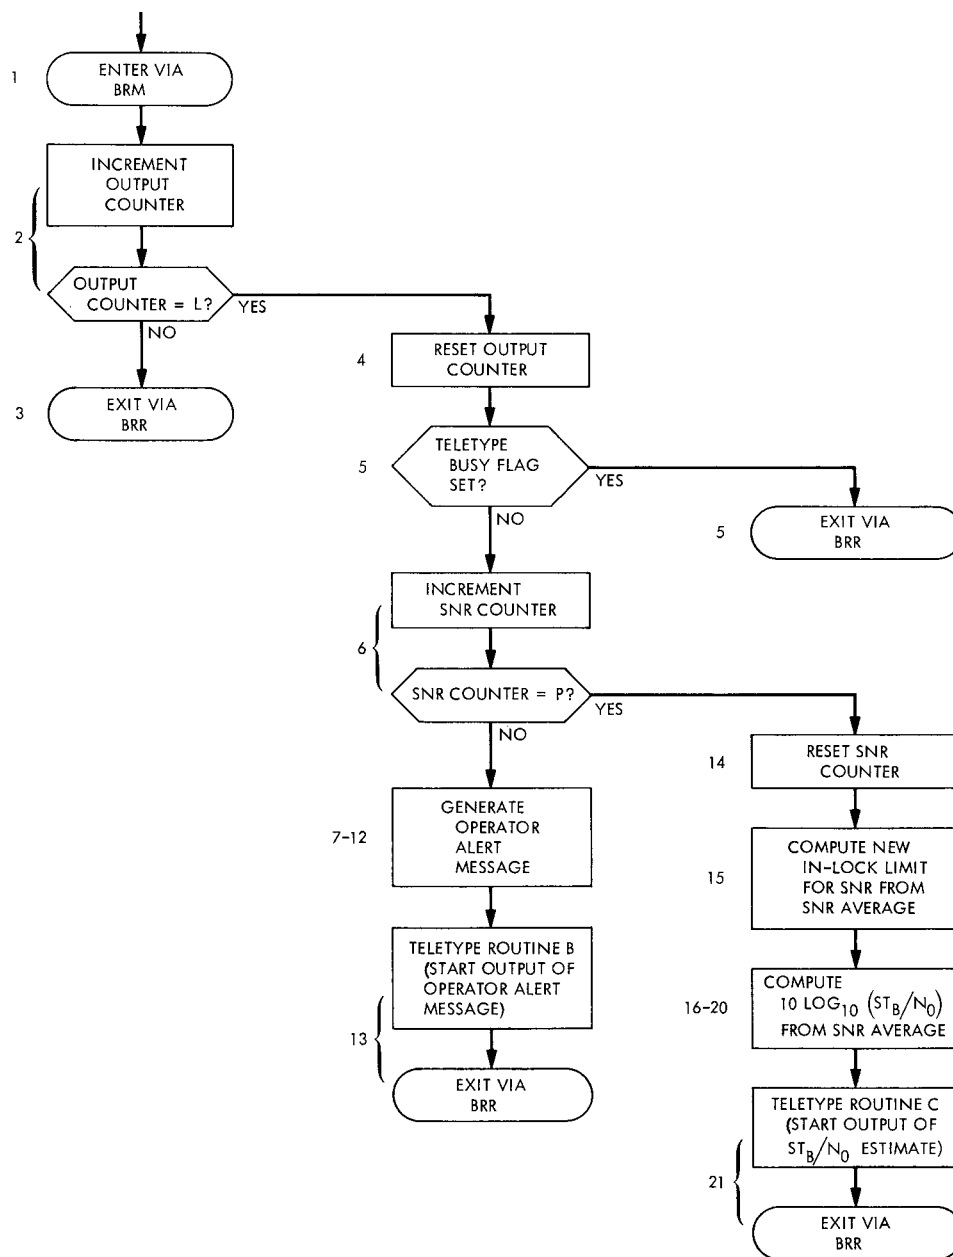 1
ENTER VIA
BRM
INCREMENT
OUTPUT
COUNTER
2
OUTPUT
COUNTER = L?
YES
NO
3
EXIT VIA
BRR
4
RESET OUTPUT
COUNTER
5
TELETYPE
BUSY FLAG
SET?
YES
NO
5
EXIT VIA
BRR
INCREMENT
SNR COUNTER
6
SNR COUNTER = P?
YES
NO
7-12
GENERATE
OPERATOR
ALERT
MESSAGE
TELETYPE ROUTINE B
(START OUTPUT OF
OPERATOR ALERT
MESSAGE)
13
EXIT VIA
BRR
14
RESET SNR
COUNTER
15
COMPUTE NEW
IN-LOCK LIMIT
FOR SNR FROM
SNR AVERAGE
16-20
COMPUTE
10 LOG₁₀ (ST_B/N₀)
FROM SNR AVERAGE
TELETYPE ROUTINE C
(START OUTPUT OF
ST_B/N₀ ESTIMATE)
21
EXIT VIA
BRR